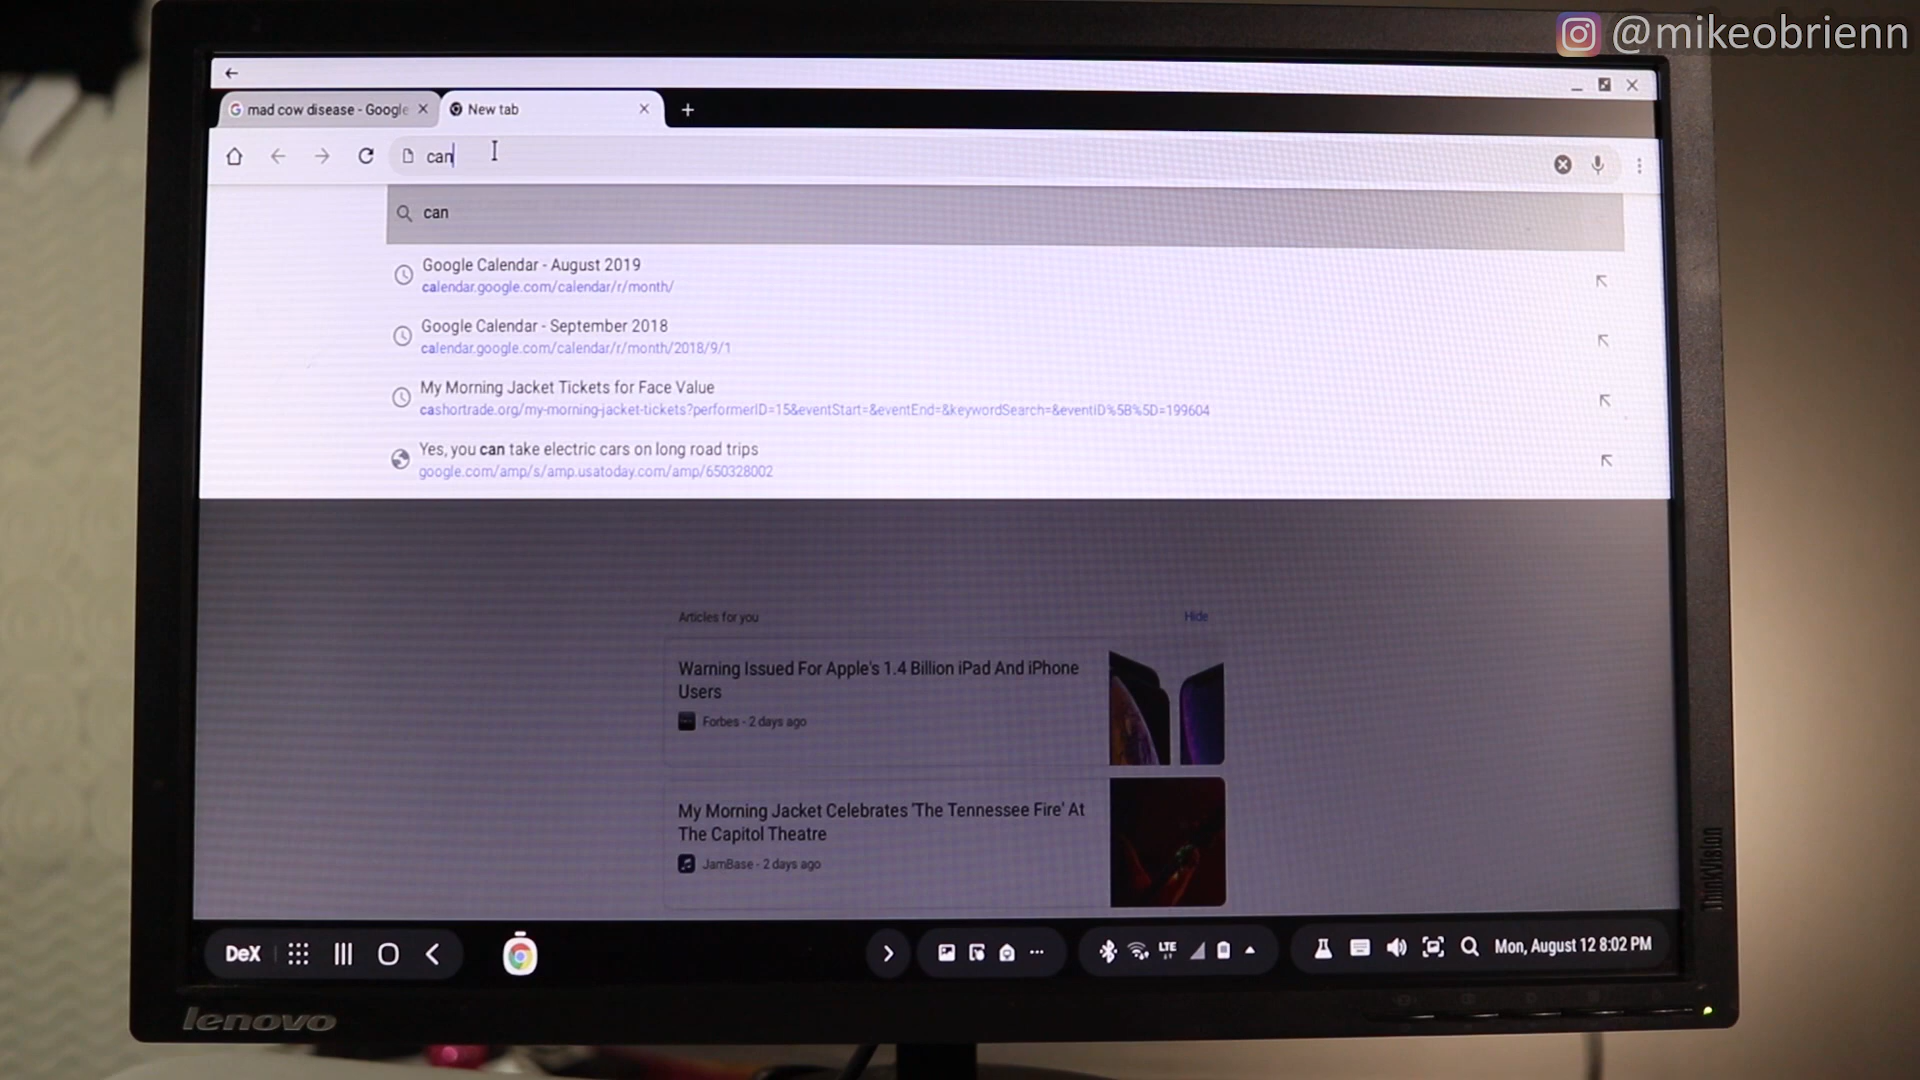 @mikeobrienn
mad cow disease - Google
New tab
can
can
Google Calendar - August 2019
calendar.google.com/calendar/r/month/
Google Calendar - September 2018
calendar.google.com/calendar/r/month/2018/9/1
My Morning Jacket Tickets for Face Value
cashortrade.org/my-morning-jacket-tickets?performerID=15&eventStart=&eventEnd=&keywordSearch=&eventID%5B%5D=199604
Yes, you can take electric cars on long road trips
google.com/amp/s/amp.usatoday.com/amp/650328002
Articles for you
Hide
Warning Issued For Apple's 1.4 Billion iPad And iPhone
Users
Forbes - 2 days ago
My Morning Jacket Celebrates 'The Tennessee Fire' At
The Capitol Theatre
JamBase - 2 days ago
ThinkVision
DeX
LTE
Mon, August 12 8:02 PM
lenovo